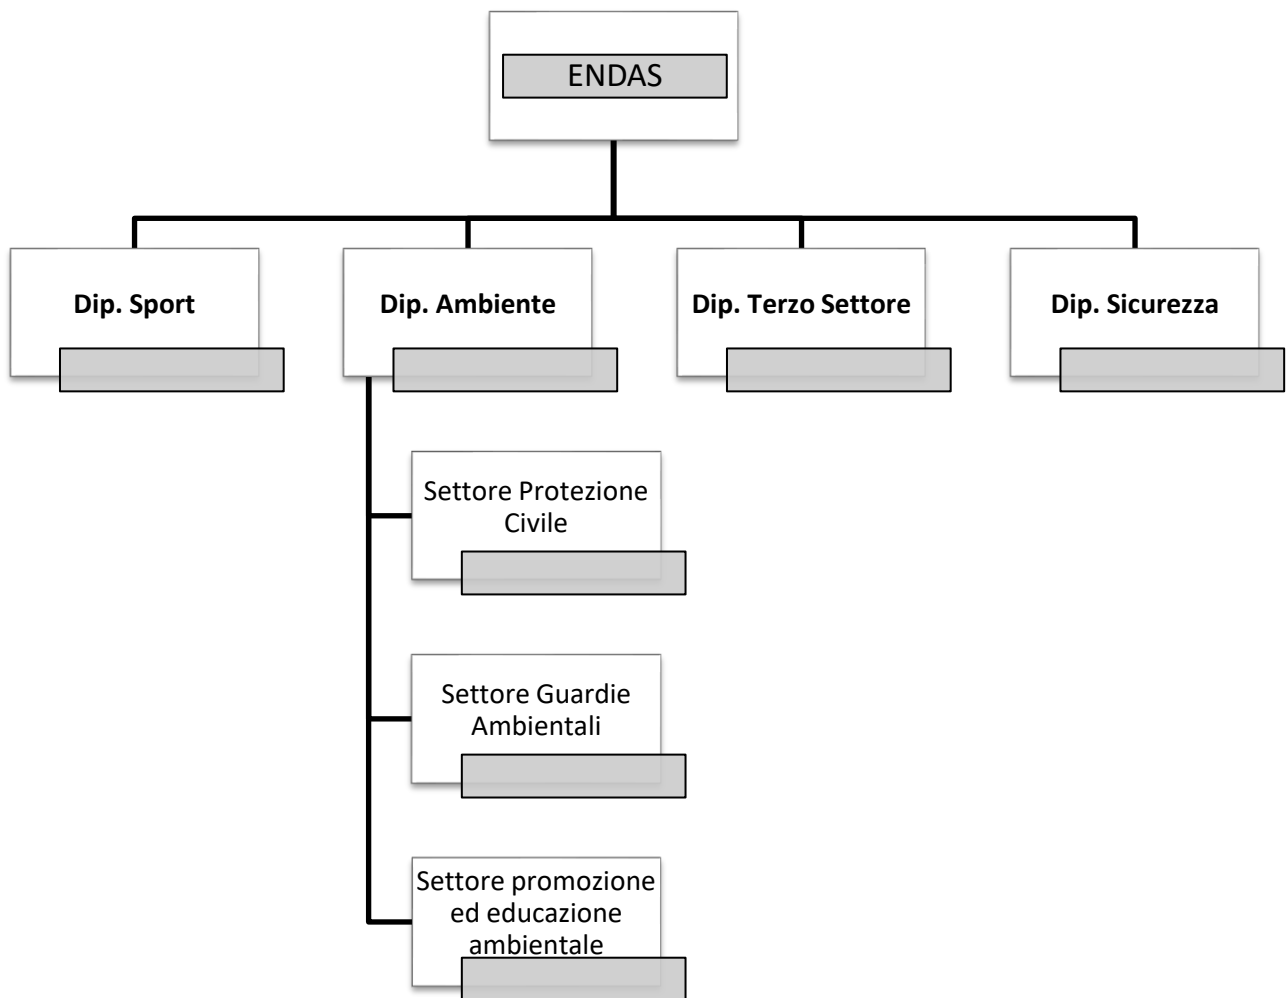 ENDAS
Dip. Sport
Dip. Ambiente
Dip. Terzo Settore
Dip. Sicurezza
Settore Protezione
Civile
Settore Guardie
Ambientali
Settore promozione
ed educazione
ambientale